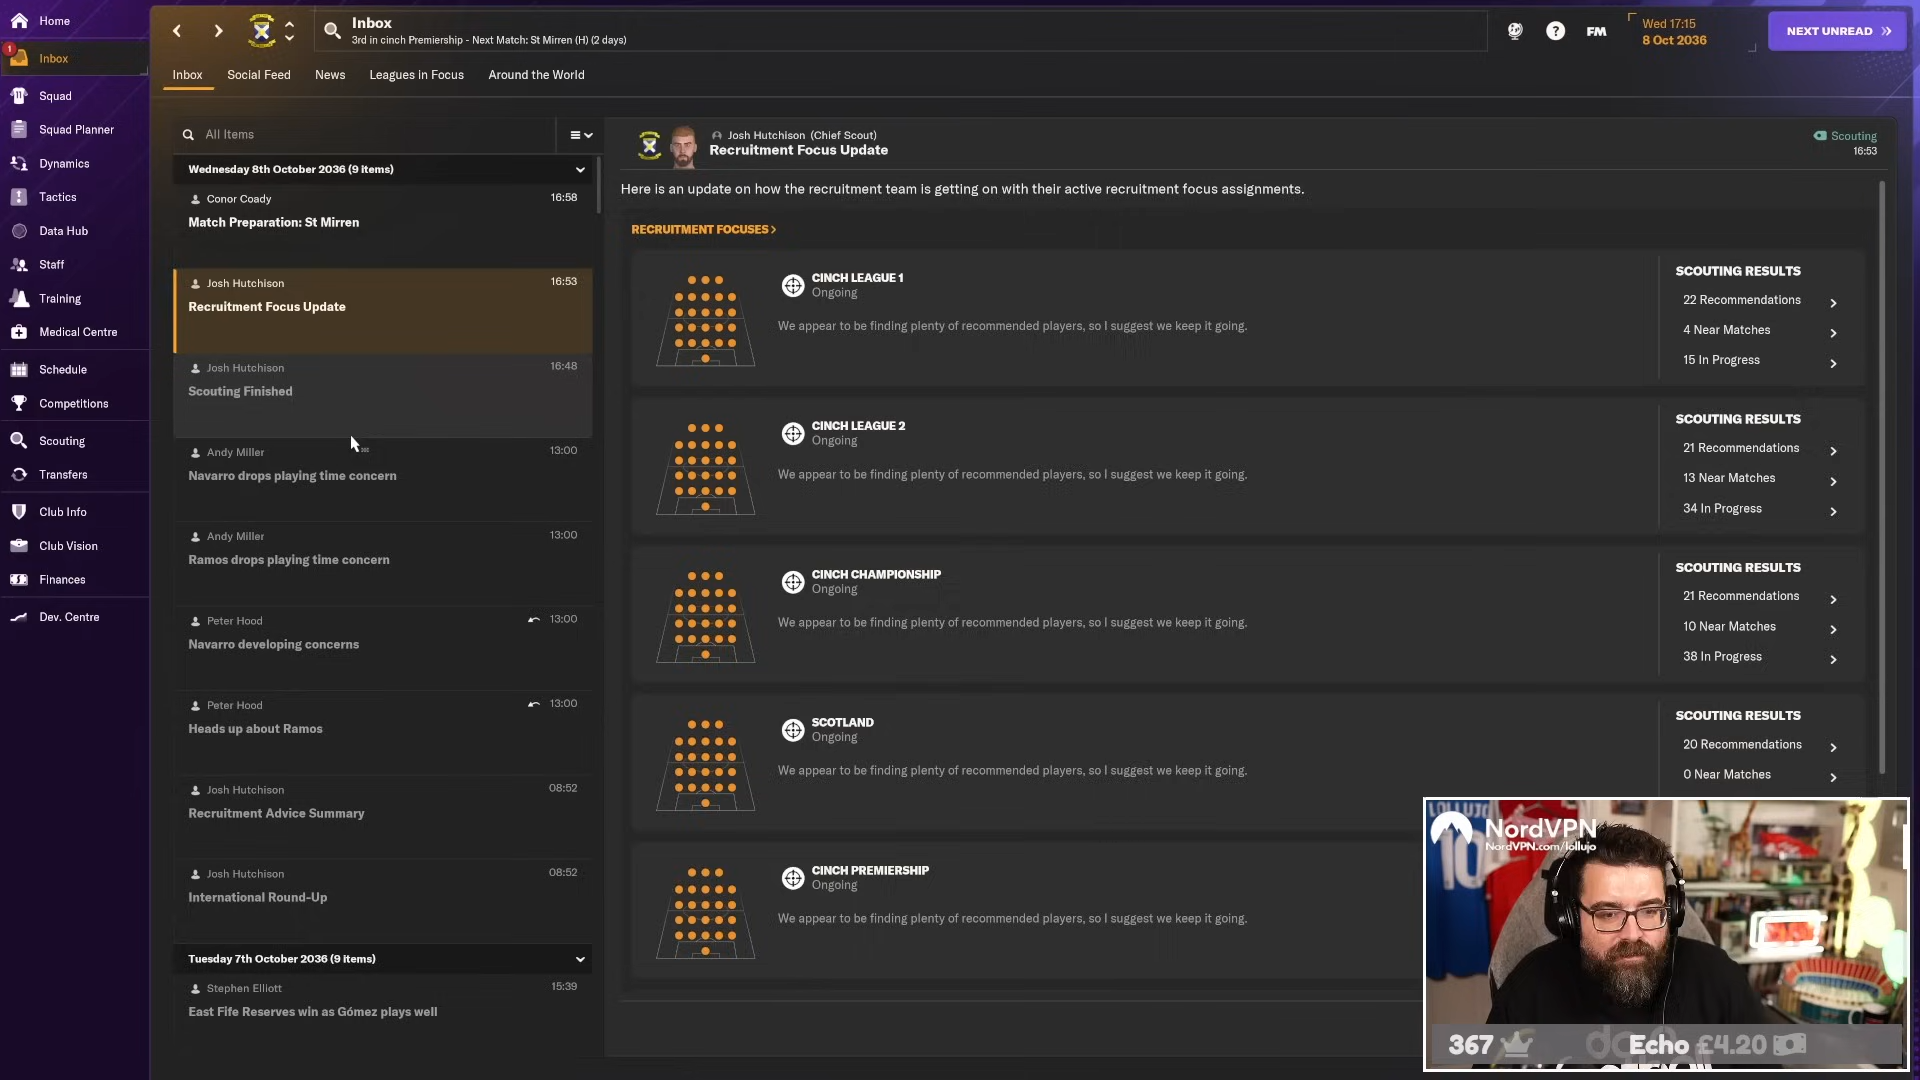 Home
1
Inbox
Squad
Squad Planner
Dynamics
Tactics
Data Hub
Staff
Training
Medical Centre
Schedule
Competitions
Scouting
Transfers
Club Info
Club Vision
Finances
Dev. Centre
Inbox
3rd in cinch Premiership - Next Match: St Mirren (H) (2 days)
FM
Wed 17:15
8 Oct 2036
NEXT UNREAD
Inbox Social Feed News Leagues in Focus Around the World
All Items
Wednesday 8th October 2036 (9 items)
Conor Coady 16:58
Match Preparation: St Mirren
Josh Hutchison 16:53
Recruitment Focus Update
Josh Hutchison 16:48
Scouting Finished
Andy Miller 13:00
Navarro drops playing time concern
Andy Miller 13:00
Ramos drops playing time concern
Peter Hood 13:00
Navarro developing concerns
Peter Hood 13:00
Heads up about Ramos
Josh Hutchison 08:52
Recruitment Advice Summary
Josh Hutchison 08:52
International Round-Up
Tuesday 7th October 2036 (9 items)
Stephen Elliott 15:39
East Fife Reserves win as Gómez plays well
Josh Hutchison (Chief Scout)
Recruitment Focus Update
Scouting
16:53
Here is an update on how the recruitment team is getting on with their active recruitment focus assignments.
RECRUITMENT FOCUSES >
CINCH LEAGUE 1
Ongoing
We appear to be finding plenty of recommended players, so I suggest we keep it going.
SCOUTING RESULTS
22 Recommendations
4 Near Matches
15 In Progress
CINCH LEAGUE 2
Ongoing
We appear to be finding plenty of recommended players, so I suggest we keep it going.
SCOUTING RESULTS
21 Recommendations
13 Near Matches
34 In Progress
CINCH CHAMPIONSHIP
Ongoing
We appear to be finding plenty of recommended players, so I suggest we keep it going.
SCOUTING RESULTS
21 Recommendations
10 Near Matches
38 In Progress
SCOTLAND
Ongoing
We appear to be finding plenty of recommended players, so I suggest we keep it going.
SCOUTING RESULTS
20 Recommendations
0 Near Matches
CINCH PREMIERSHIP
Ongoing
We appear to be finding plenty of recommended players, so I suggest we keep it going.
LOLLUJO
10
NordVPN
NordVPN.com/lollujo
367 Echo £4.20